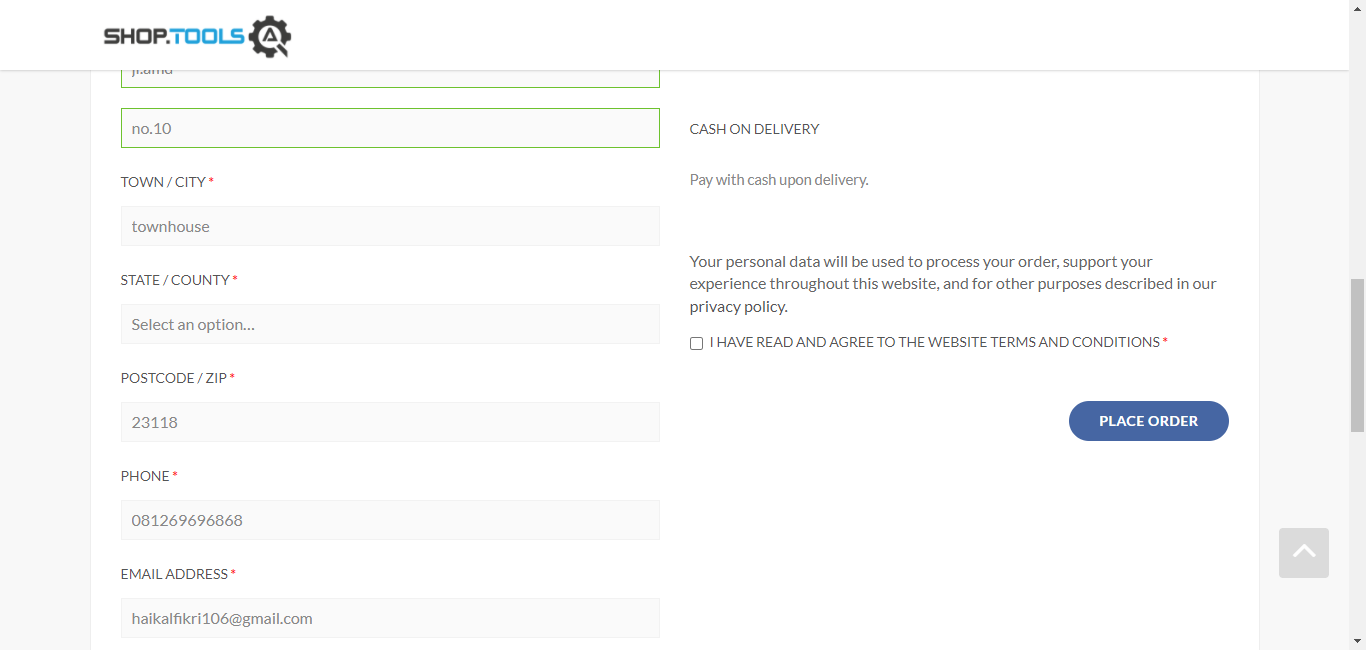 SHOP.TOOLS
jl.amd
no.10
TOWN / CITY *
townhouse
STATE / COUNTY *
Select an option…
POSTCODE / ZIP *
23118
PHONE *
081269696868
EMAIL ADDRESS *
haikalfikri106@gmail.com
CASH ON DELIVERY
Pay with cash upon delivery.
Your personal data will be used to process your order, support your
experience throughout this website, and for other purposes described in our
privacy policy.
I HAVE READ AND AGREE TO THE WEBSITE TERMS AND CONDITIONS *
PLACE ORDER